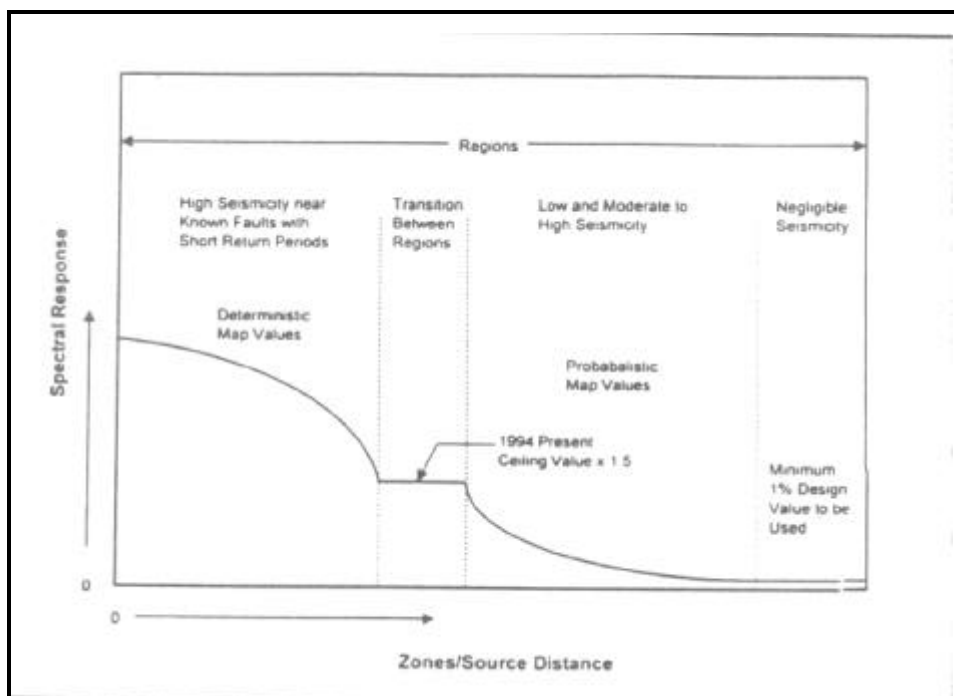 Regions
High Seismicity near
Known Faults with
Short Return Periods
Transition
Between
Regions
Low and Moderate to
High Seismicity
Negligible
Seismicity
Spectral Response
Deterministic
Map Values
Probabalistic
Map Values
1994 Present
Ceiling Value x 1.5
Minimum
1% Design
Value to be
Used
0
0
Zones/Source Distance